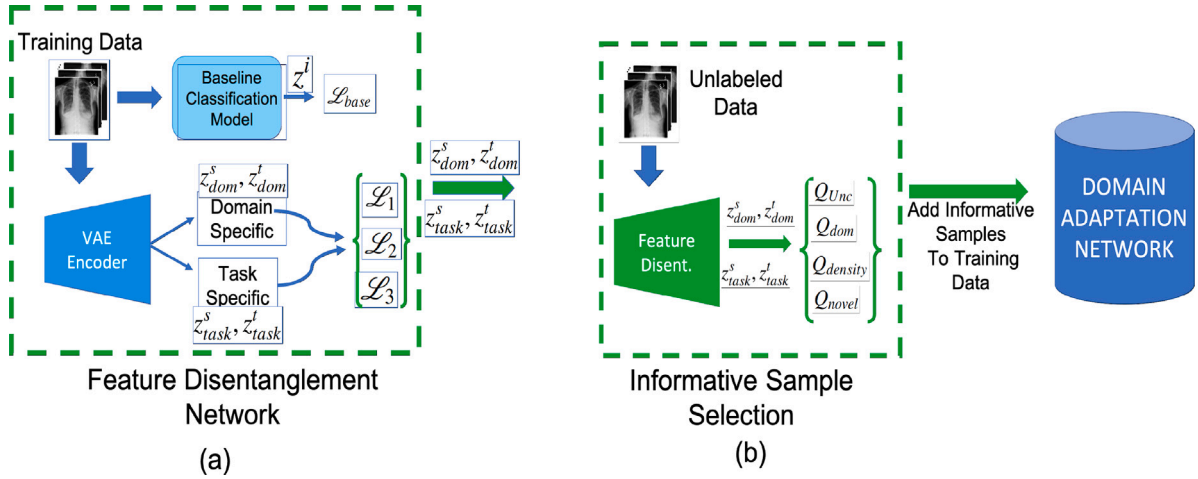 Training Data
Baseline
Classification
Model
z^i
ℒ_base
VAE
Encoder
z^s_dom, z^t_dom
Domain
Specific
Task
Specific
z^s_task, z^t_task
ℒ_1
ℒ_2
ℒ_3
z^s_dom, z^t_dom
z^s_task, z^t_task
Feature Disentanglement
Network
(a)
Unlabeled
Data
Feature
Disent.
z^s_dom, z^t_dom
z^s_task, z^t_task
Q_Unc
Q_dom
Q_density
Q_novel
Informative Sample
Selection
(b)
Add Informative
Samples
To Training
Data
DOMAIN
ADAPTATION
NETWORK